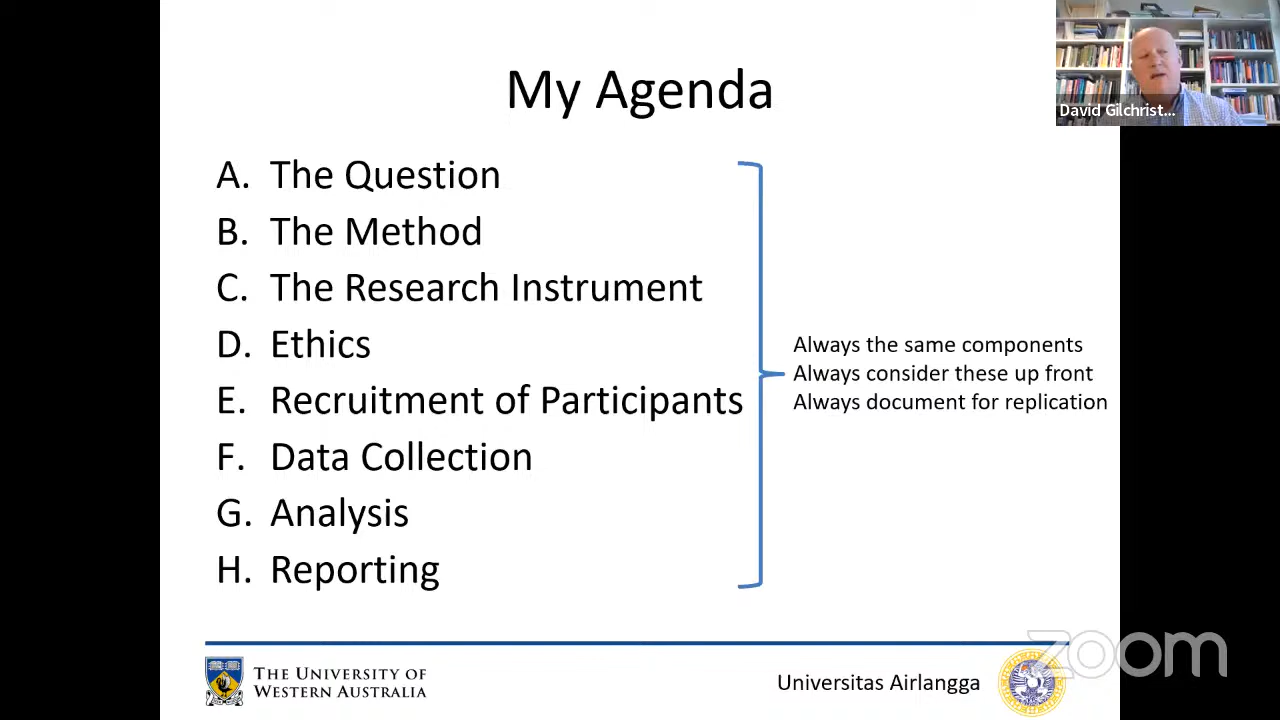 My Agenda
David Gilchrist...
A. The Question
B. The Method
C. The Research Instrument
D. Ethics
E. Recruitment of Participants
F. Data Collection
G. Analysis
H. Reporting
Always the same components
Always consider these up front
Always document for replication
THE UNIVERSITY OF
WESTERN AUSTRALIA
Universitas Airlangga
zoom